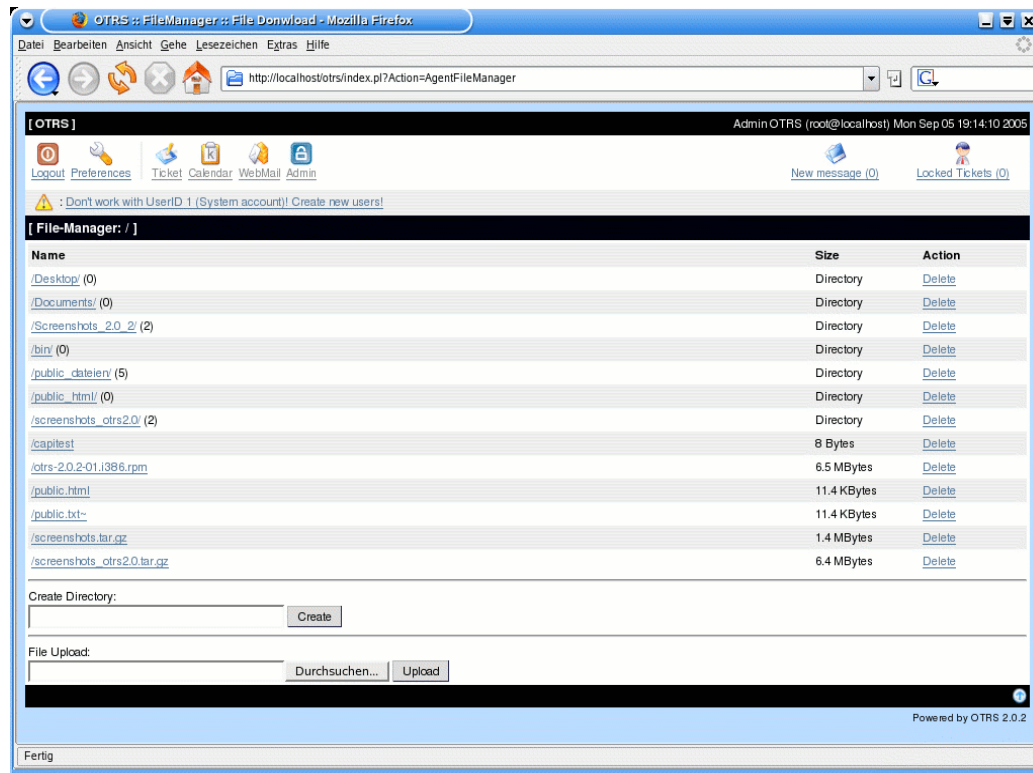 OTRS :: FileManager :: File Donwload - Mozilla Firefox
Datei Bearbeiten Ansicht Gehe Lesezeichen Extras Hilfe
http://localhost/otrs/index.pl?Action=AgentFileManager
[ OTRS ] Admin OTRS (root@localhost) Mon Sep 05 19:14:10 2005
Logout Preferences Ticket Calendar WebMail Admin New message (0) Locked Tickets (0)
: Don't work with UserID 1 (System account)! Create new users!
[ File-Manager: / ]
Name Size Action
/Desktop/ (0) Directory Delete
/Documents/ (0) Directory Delete
/Screenshots_2.0_2/ (2) Directory Delete
/bin/ (0) Directory Delete
/public_dateien/ (5) Directory Delete
/public_html/ (0) Directory Delete
/screenshots_otrs2.0/ (2) Directory Delete
/capitest 8 Bytes Delete
/otrs-2.0.2-01.i386.rpm 6.5 MBytes Delete
/public.html 11.4 KBytes Delete
/public.txt~ 11.4 KBytes Delete
/screenshots.tar.gz 1.4 MBytes Delete
/screenshots_otrs2.0.tar.gz 6.4 MBytes Delete
Create Directory:
Create
File Upload:
Durchsuchen... Upload
Powered by OTRS 2.0.2
Fertig